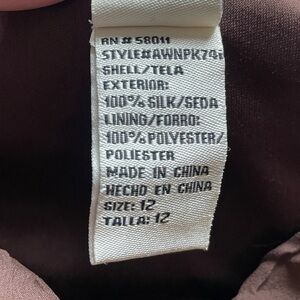 RN # 58011
STYLE#AWNPK74
SHELL/TELA
EXTERIOR:
100% SILK/SEDA
LINING/FORRO:
100% POLYESTER/
POLIESTER
MADE IN CHINA
HECHO EN CHINA
SIZE: 12
TALLA: 12